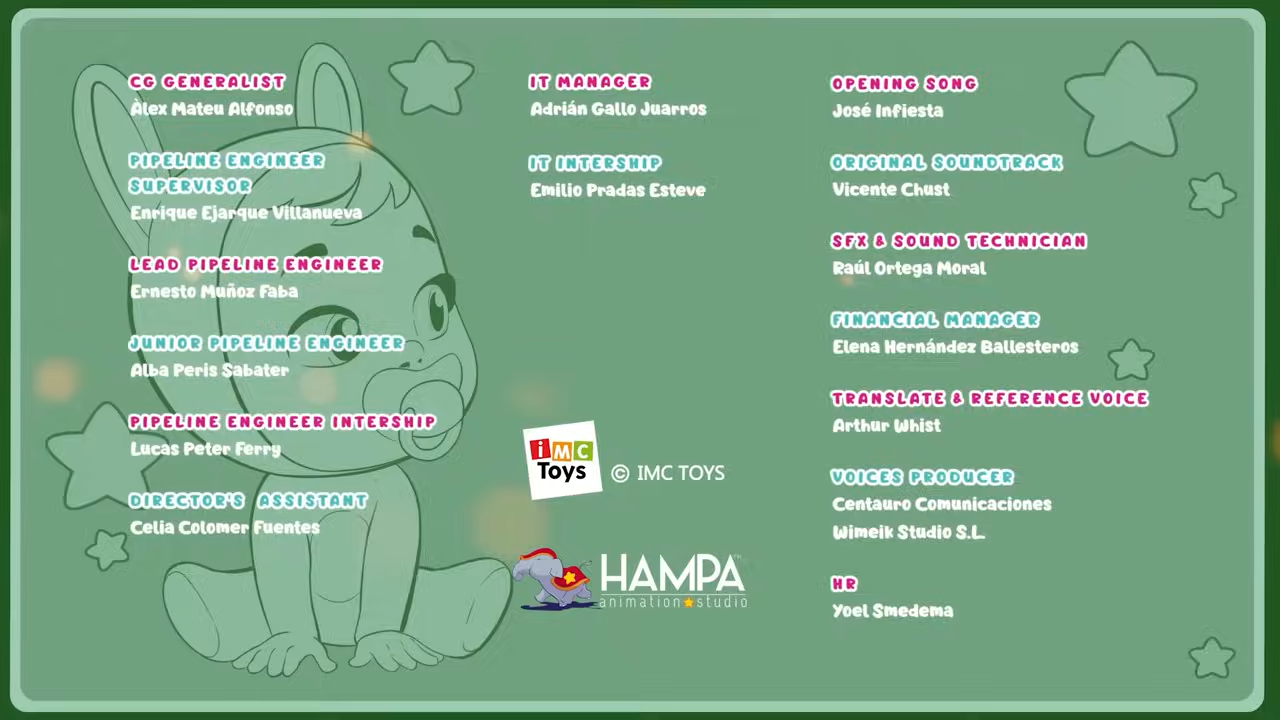 CG GENERALIST
Àlex Mateu Alfonso
PIPELINE ENGINEER
SUPERVISOR
Enrique Ejarque Villanueva
LEAD PIPELINE ENGINEER
Ernesto Muñoz Faba
JUNIOR PIPELINE ENGINEER
Alba Peris Sabater
PIPELINE ENGINEER INTERSHIP
Lucas Peter Ferry
DIRECTOR'S ASSISTANT
Celia Colomer Fuentes
IT MANAGER
Adrián Gallo Juarros
IT INTERSHIP
Emilio Pradas Esteve
iMC
Toys
© IMC TOYS
HAMPA
animation studio
OPENING SONG
José Infiesta
ORIGINAL SOUNDTRACK
Vicente Chust
SFX & SOUND TECHNICIAN
Raúl Ortega Moral
FINANCIAL MANAGER
Elena Hernández Ballesteros
TRANSLATE & REFERENCE VOICE
Arthur Whist
VOICES PRODUCER
Centauro Comunicaciones
Wimeik Studio S.L.
HR
Yoel Smedema